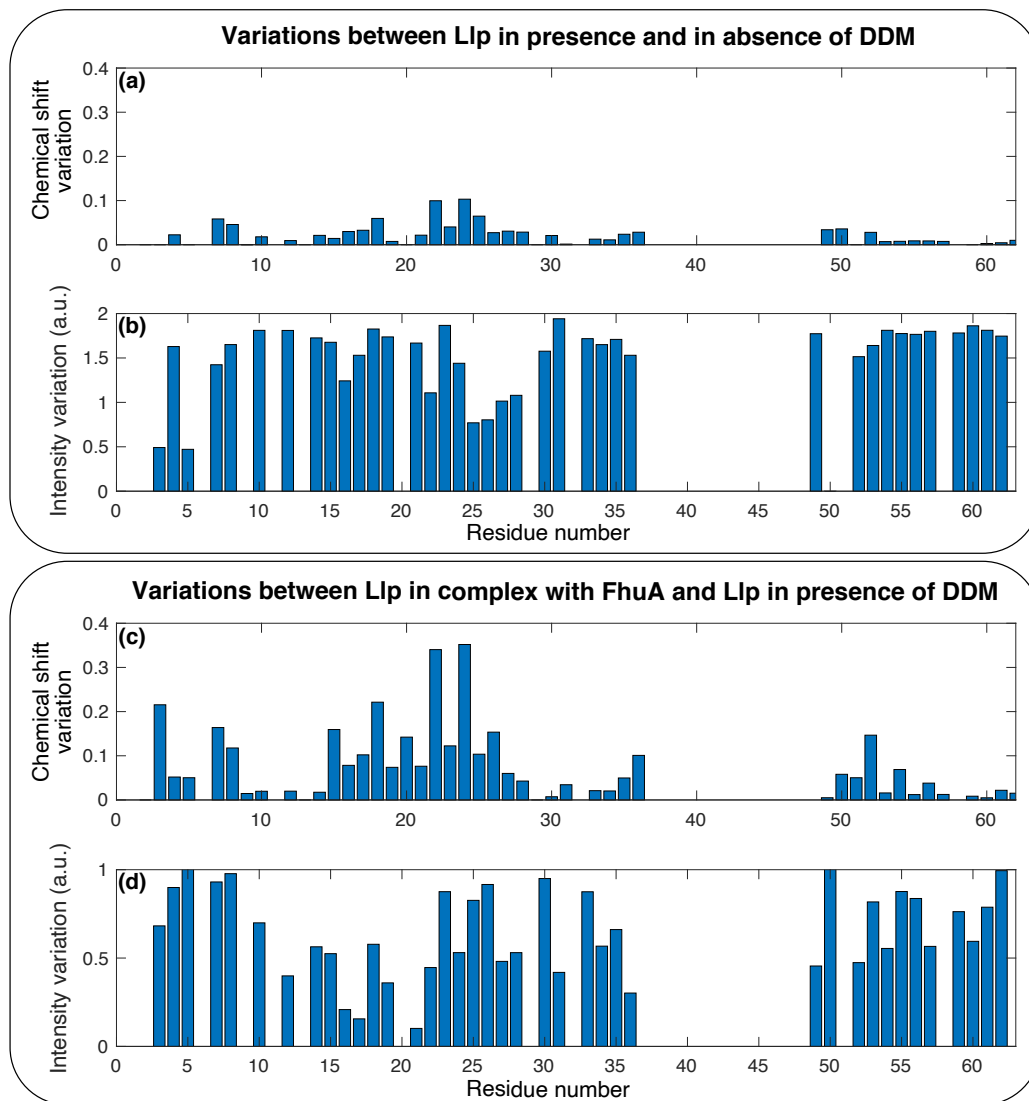 Variations between Llp in presence and in absence of DDM
(a)
Chemical shift
variation
0.4
0.3
0.2
0.1
0
0 10 20 30 40 50 60
(b)
Intensity variation (a.u.)
2
1.5
1
0.5
0
0 5 10 15 20 25 30 35 40 45 50 55 60
Residue number
Variations between Llp in complex with FhuA and Llp in presence of DDM
(c)
Chemical shift
variation
0.4
0.3
0.2
0.1
0
0 10 20 30 40 50 60
(d)
Intensity variation (a.u.)
1
0.5
0
0 5 10 15 20 25 30 35 40 45 50 55 60
Residue number